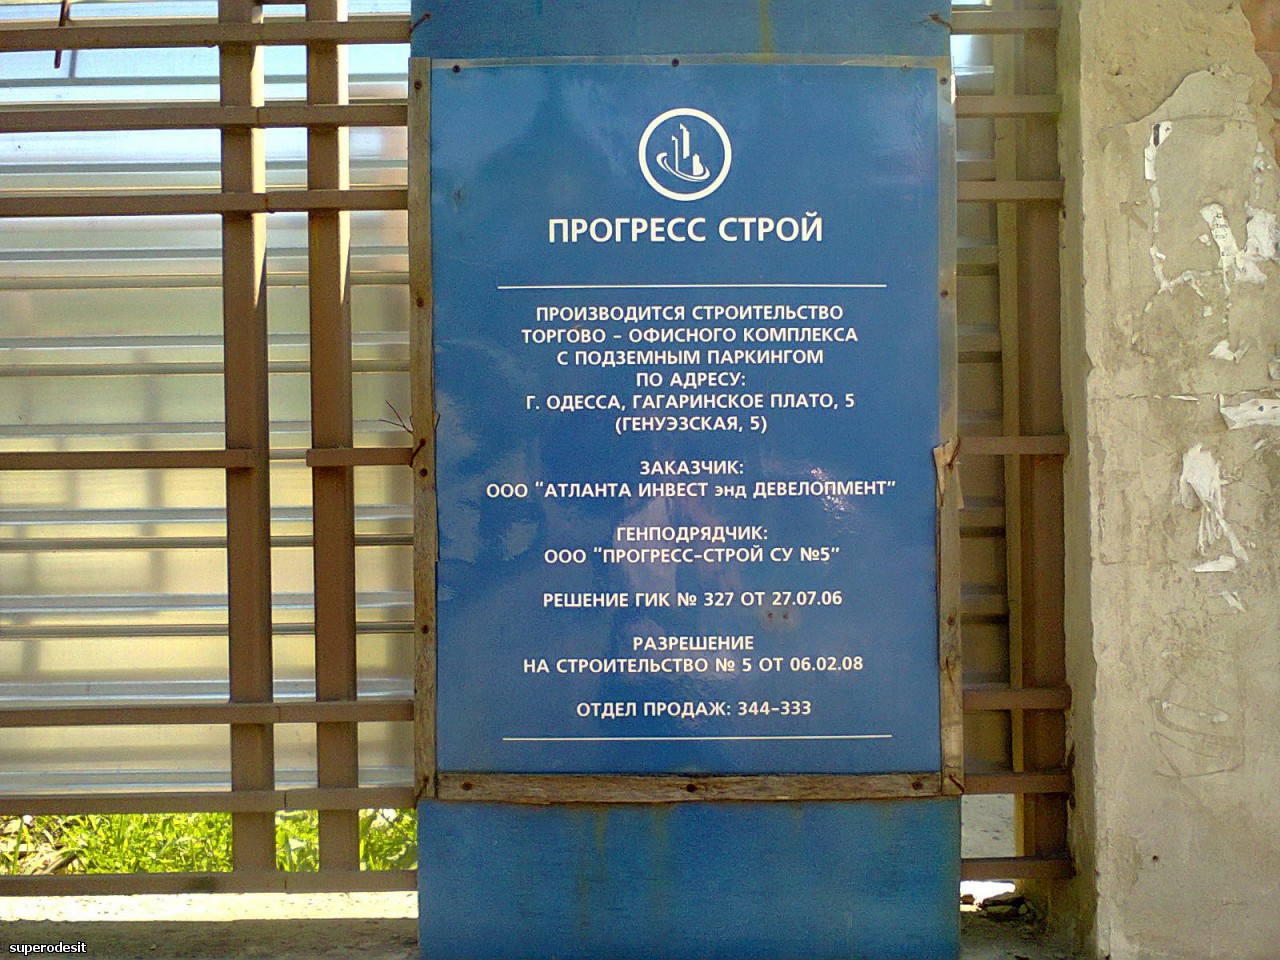 ПРОГРЕСС СТРОЙ
ПРОИЗВОДИТСЯ СТРОИТЕЛЬСТВО
ТОРГОВО - ОФИСНОГО КОМПЛЕКСА
С ПОДЗЕМНЫМ ПАРКИНГОМ
ПО АДРЕСУ:
Г. ОДЕССА, ГАГАРИНСКОЕ ПЛАТО, 5
(ГЕНУЭЗСКАЯ, 5)
ЗАКАЗЧИК:
ООО "АТЛАНТА ИНВЕСТ энд ДЕВЕЛОПМЕНТ"
ГЕНПОДРЯДЧИК:
ООО "ПРОГРЕСС-СТРОЙ СУ №5"
РЕШЕНИЕ ГИК № 327 ОТ 27.07.06
РАЗРЕШЕНИЕ
НА СТРОИТЕЛЬСТВО № 5 ОТ 06.02.08
ОТДЕЛ ПРОДАЖ: 344-333
superodesit